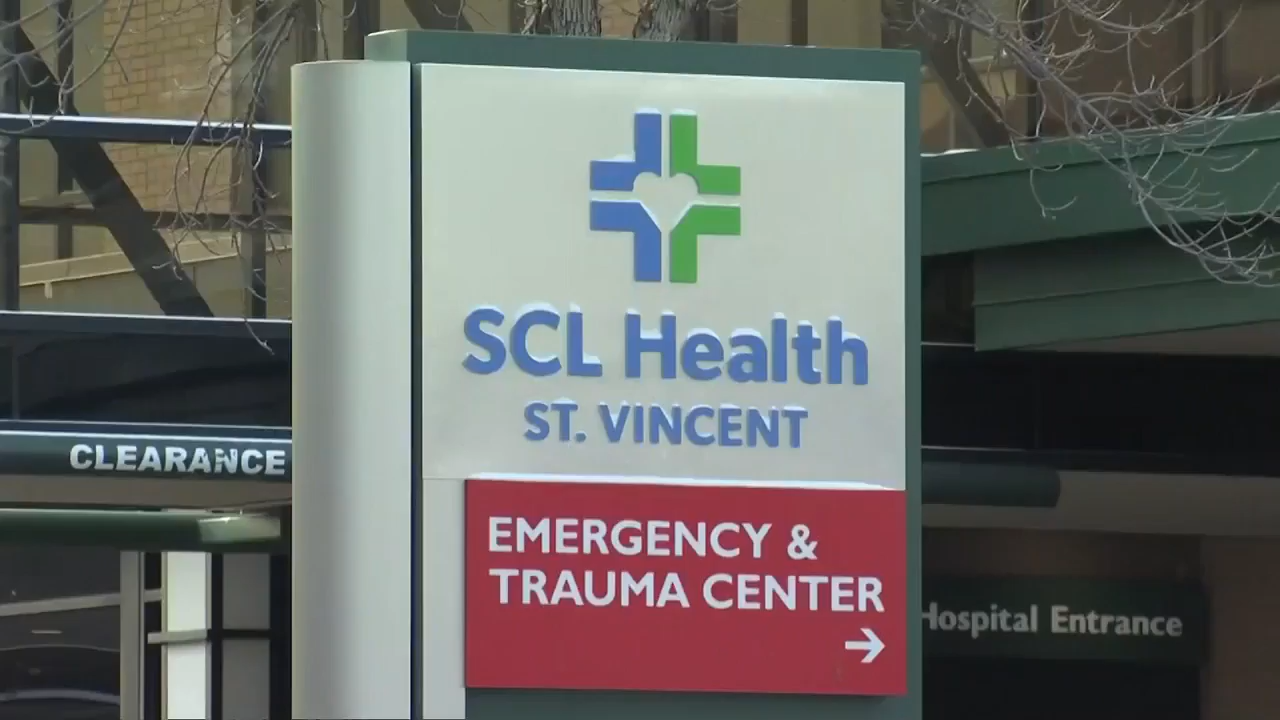 SCL Health
ST. VINCENT
CLEARANCE
EMERGENCY &
TRAUMA CENTER
Hospital Entrance